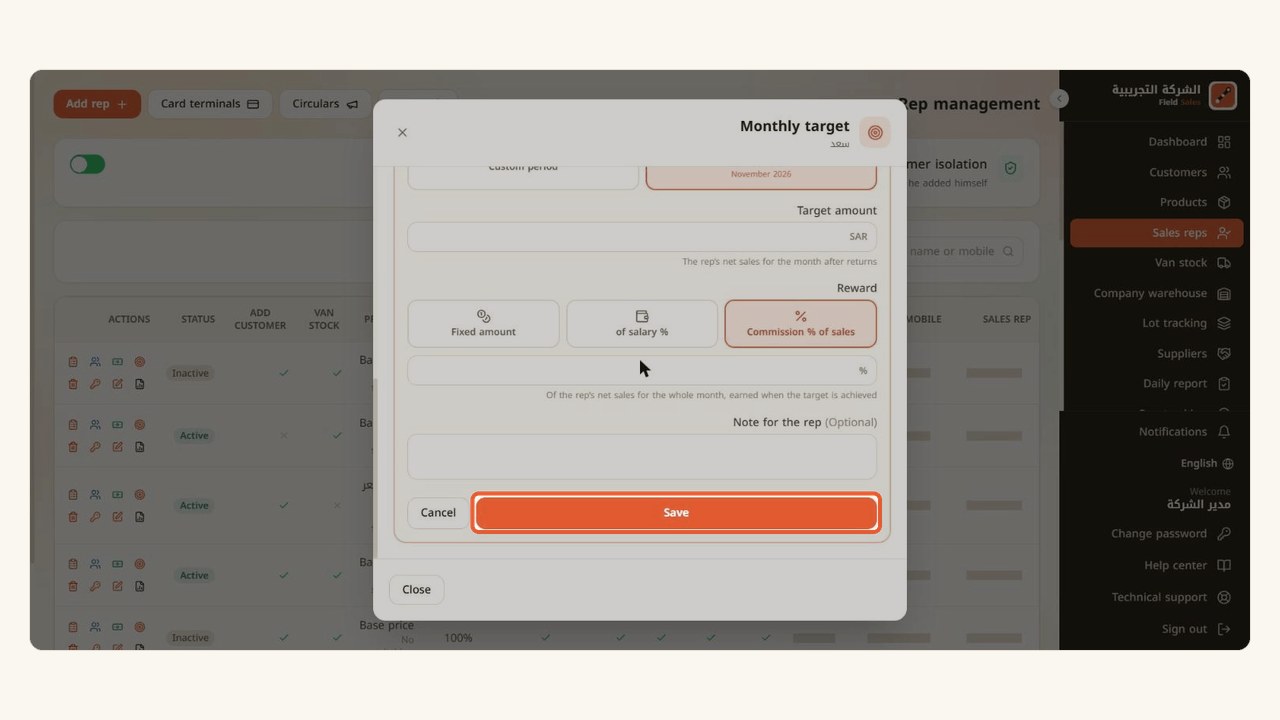 Add rep
Card terminals
Circulars
Rep management
mer isolation
he added himself
name or mobile
ACTIONS
STATUS
ADD CUSTOMER
VAN STOCK
MOBILE
SALES REP
Inactive
Active
Active
Active
Inactive
Base price
No
100%
Monthly target
سعد
Custom period
November 2026
Target amount
SAR
The rep's net sales for the month after returns
Reward
Fixed amount
of salary %
Commission % of sales
%
Of the rep's net sales for the whole month, earned when the target is achieved
Note for the rep (Optional)
Cancel
Save
Close
الشركة التجريبية
Field Sales
Dashboard
Customers
Products
Sales reps
Van stock
Company warehouse
Lot tracking
Suppliers
Daily report
Notifications
English
Welcome
مدير الشركة
Change password
Help center
Technical support
Sign out